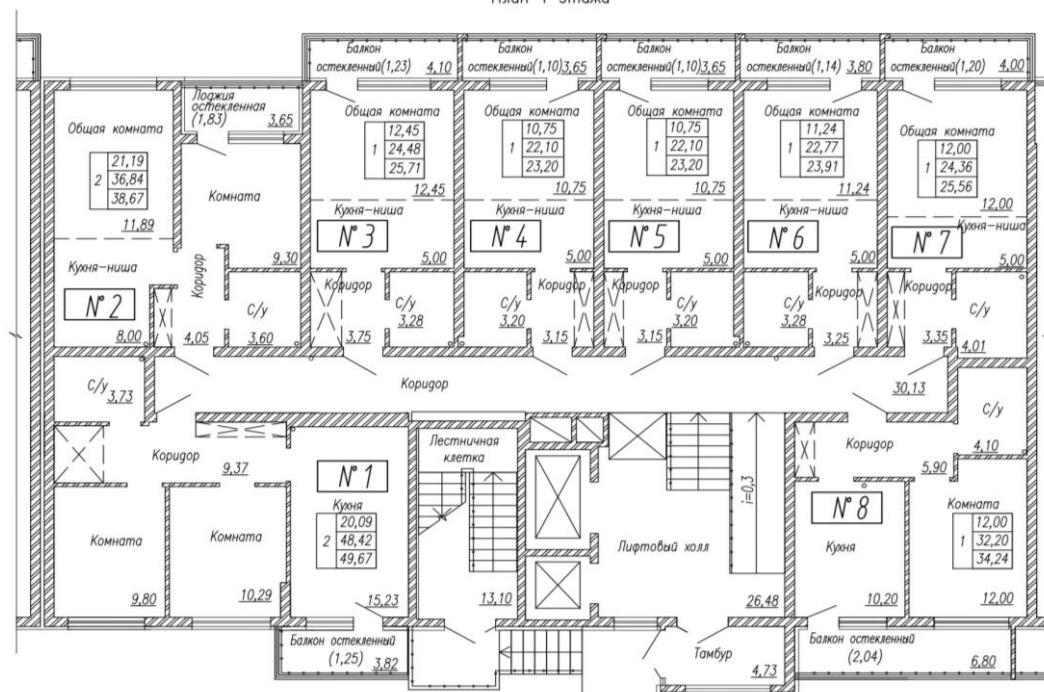 План 1 этажа
Балкон
остекленный(1,23) 4,10
Балкон
остекленный(1,10) 3,65
Балкон
остекленный(1,10) 3,65
Балкон
остекленный(1,14) 3,80
Балкон
остекленный(1,20) 4,00
Лоджия
остекленная
(1,83) 3,65
Общая комната
2
21,19
36,84
38,67
11,89
Кухня-ниша
N°2
8,00
Комната
9,30
Коридор
4,05
С/у
3,60
Общая комната
1
12,45
24,48
25,71
12,45
Кухня-ниша
N°3
5,00
Коридор
3,75
С/у
3,28
Общая комната
1
10,75
22,10
23,20
10,75
Кухня-ниша
N°4
5,00
С/у
3,20
Коридор
3,15
Общая комната
1
10,75
22,10
23,20
10,75
Кухня-ниша
N°5
5,00
Коридор
3,15
С/у
3,20
Общая комната
1
11,24
22,77
23,91
11,24
Кухня-ниша
N°6
5,00
С/у
3,28
Коридор
3,25
Общая комната
1
12,00
24,36
25,56
12,00
Кухня-ниша
N°7
5,00
Коридор
3,35
С/у
4,01
Коридор
30,13
С/у
3,73
Коридор
9,37
N°1
Кухня
2
20,09
48,42
49,67
15,23
Комната
9,80
Комната
10,29
Балкон остекленный
(1,25) 3,82
Лестничная
клетка
13,10
Лифтовый холл
i=0,3
26,48
Тамбур
4,73
Коридор
5,90
С/у
4,10
N°8
Кухня
10,20
Комната
1
12,00
32,20
34,24
12,00
Балкон остекленный
(2,04) 6,80